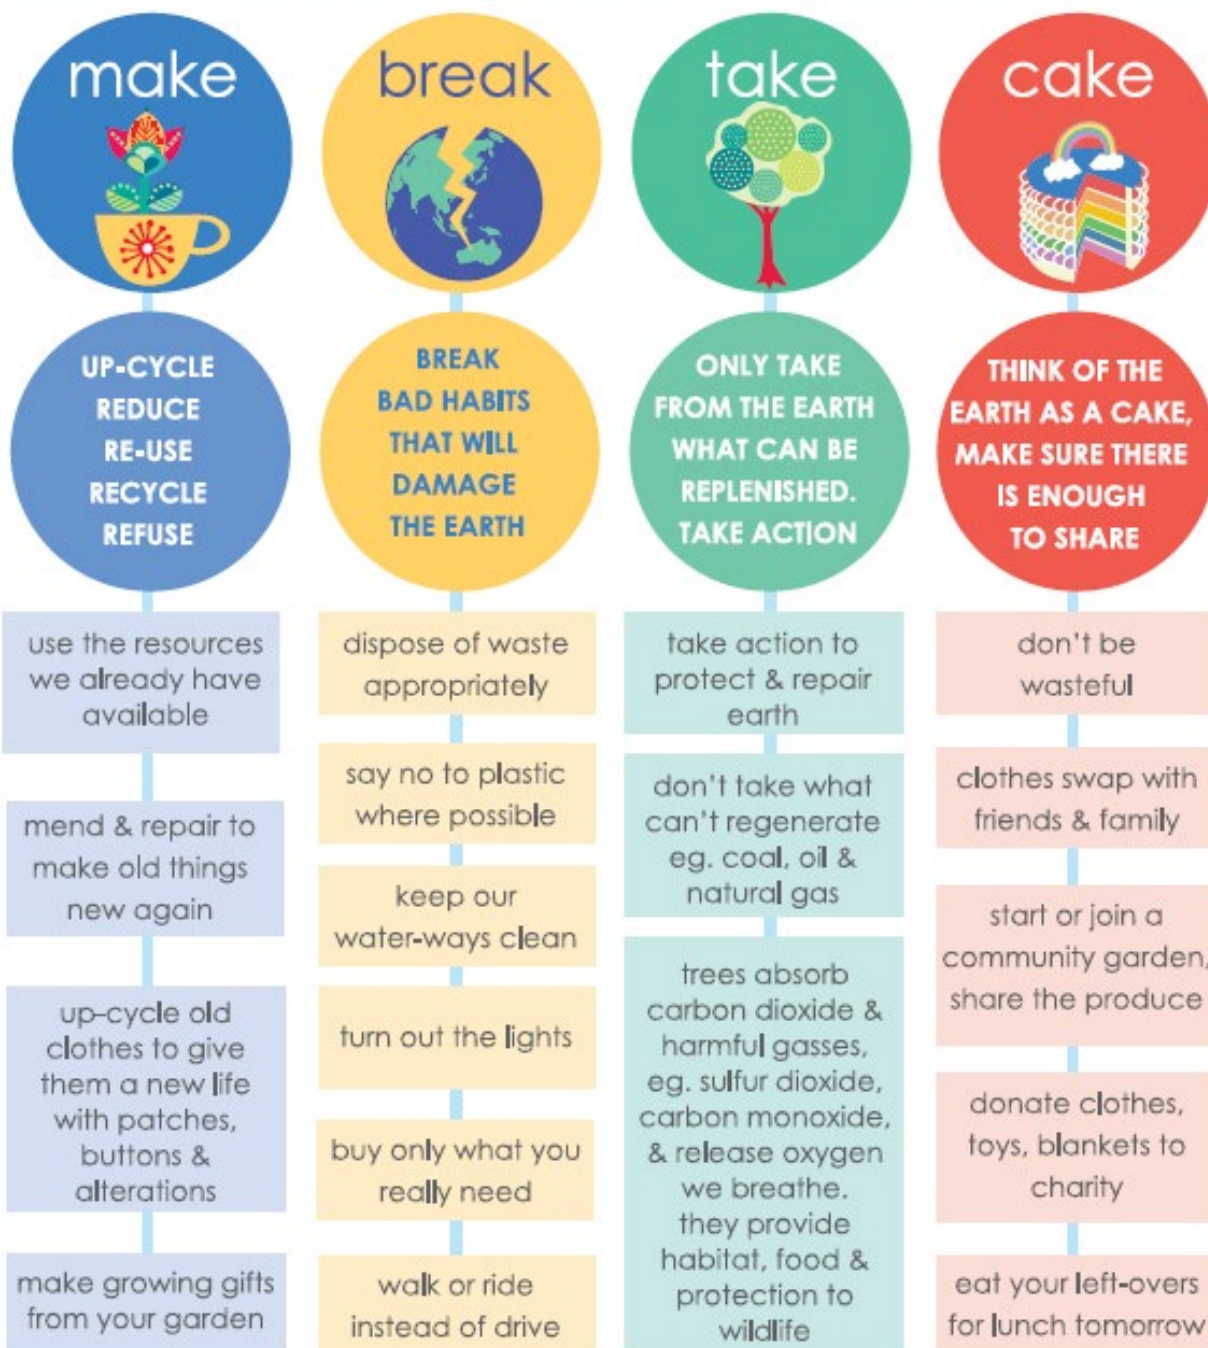 make
UP-CYCLE
REDUCE
RE-USE
RECYCLE
REFUSE
use the resources
we already have
available
mend & repair to
make old things
new again
up-cycle old
clothes to give
them a new life
with patches,
buttons &
alterations
make growing gifts
from your garden
break
BREAK
BAD HABITS
THAT WILL
DAMAGE
THE EARTH
dispose of waste
appropriately
say no to plastic
where possible
keep our
water-ways clean
turn out the lights
buy only what you
really need
walk or ride
instead of drive
take
ONLY TAKE
FROM THE EARTH
WHAT CAN BE
REPLENISHED.
TAKE ACTION
take action to
protect & repair
earth
don't take what
can't regenerate
eg. coal, oil &
natural gas
trees absorb
carbon dioxide &
harmful gasses,
eg. sulfur dioxide,
carbon monoxide,
& release oxygen
we breathe.
they provide
habitat, food &
protection to
wildlife
cake
THINK OF THE
EARTH AS A CAKE,
MAKE SURE THERE
IS ENOUGH
TO SHARE
don't be
wasteful
clothes swap with
friends & family
start or join a
community garden,
share the produce
donate clothes,
toys, blankets to
charity
eat your left-overs
for lunch tomorrow